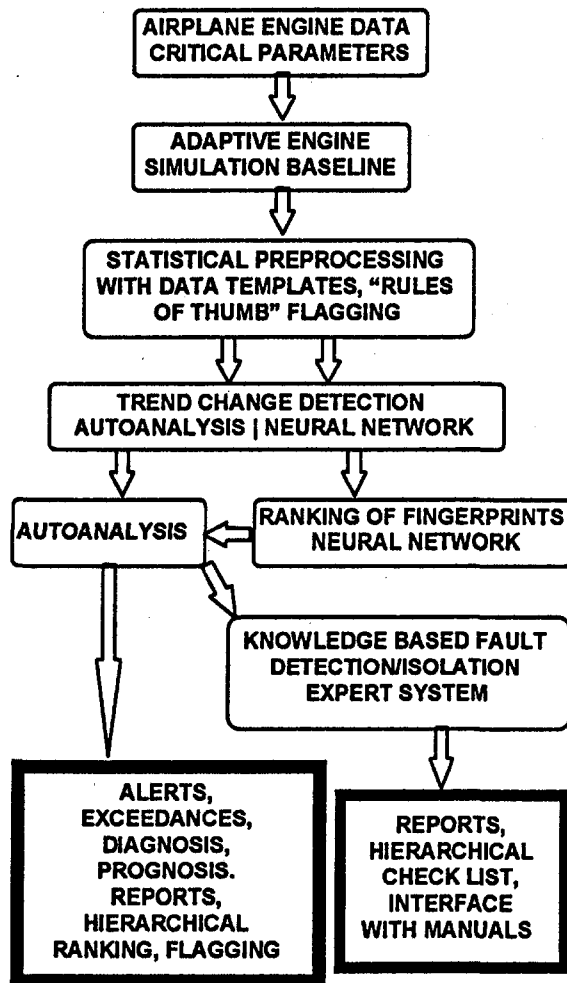 AIRPLANE ENGINE DATA
CRITICAL PARAMETERS
ADAPTIVE ENGINE
SIMULATION BASELINE
STATISTICAL PREPROCESSING
WITH DATA TEMPLATES, “RULES
OF THUMB” FLAGGING
TREND CHANGE DETECTION
AUTOANALYSIS | NEURAL NETWORK
AUTOANALYSIS
RANKING OF FINGERPRINTS
NEURAL NETWORK
KNOWLEDGE BASED FAULT
DETECTION/ISOLATION
EXPERT SYSTEM
ALERTS,
EXCEEDANCES,
DIAGNOSIS,
PROGNOSIS.
REPORTS,
HIERARCHICAL
RANKING, FLAGGING
REPORTS,
HIERARCHICAL
CHECK LIST,
INTERFACE
WITH MANUALS